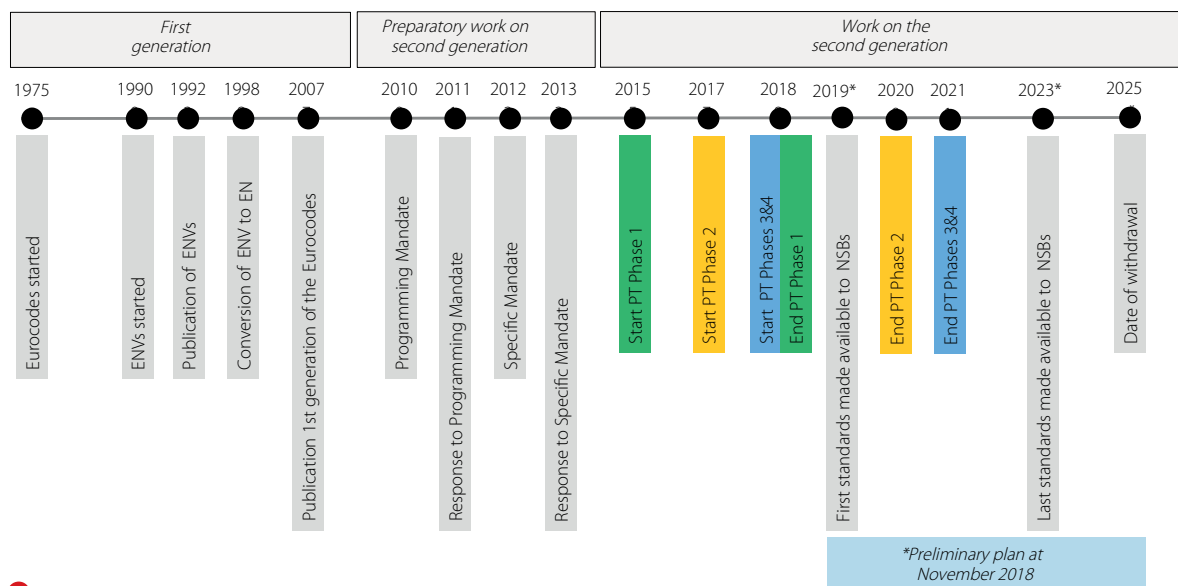 First
generation
Preparatory work on
second generation
Work on the
second generation
1975
1990
1992
1998
2007
2010
2011
2012
2013
2015
2017
2018
2019*
2020
2021
2023*
2025
Eurocodes started
ENVs started
Publication of ENVs
Conversion of ENV to EN
Publication 1st generation of the Eurocodes
Programming Mandate
Response to Programming Mandate
Specific Mandate
Response to Specific Mandate
Start PT Phase 1
Start PT Phase 2
Start PT Phases 3&4
End PT Phase 1
First standards made available to NSBs
End PT Phase 2
End PT Phases 3&4
Last standards made available to NSBs
Date of withdrawal
*Preliminary plan at
November 2018